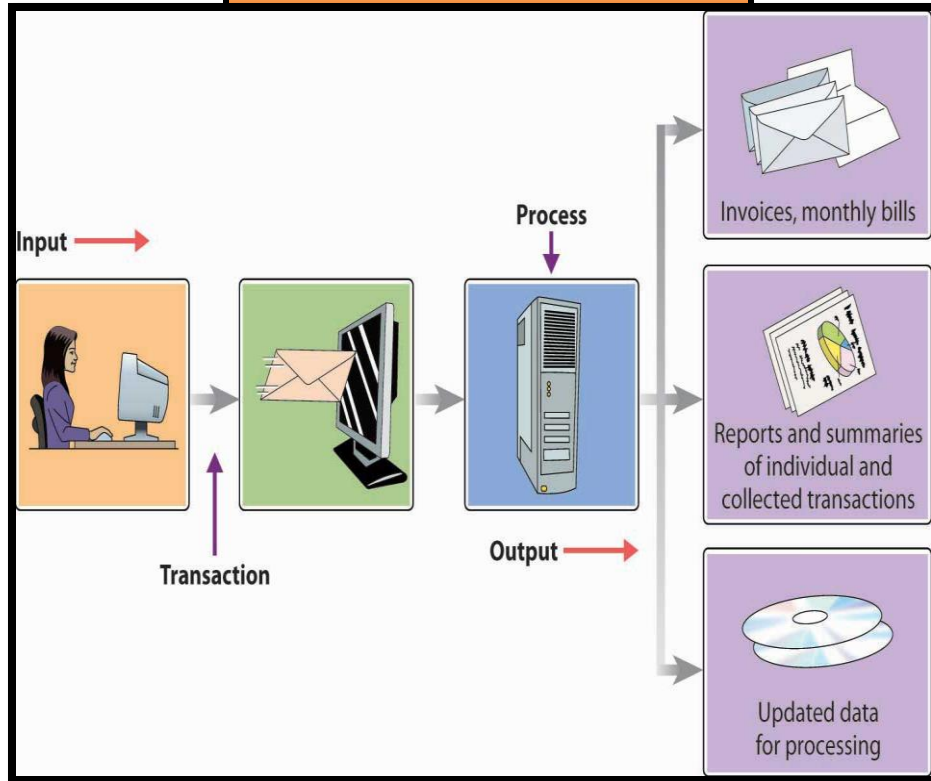 Input
Process
Transaction
Output
Invoices, monthly bills
Reports and summaries
of individual and
collected transactions
Updated data
for processing